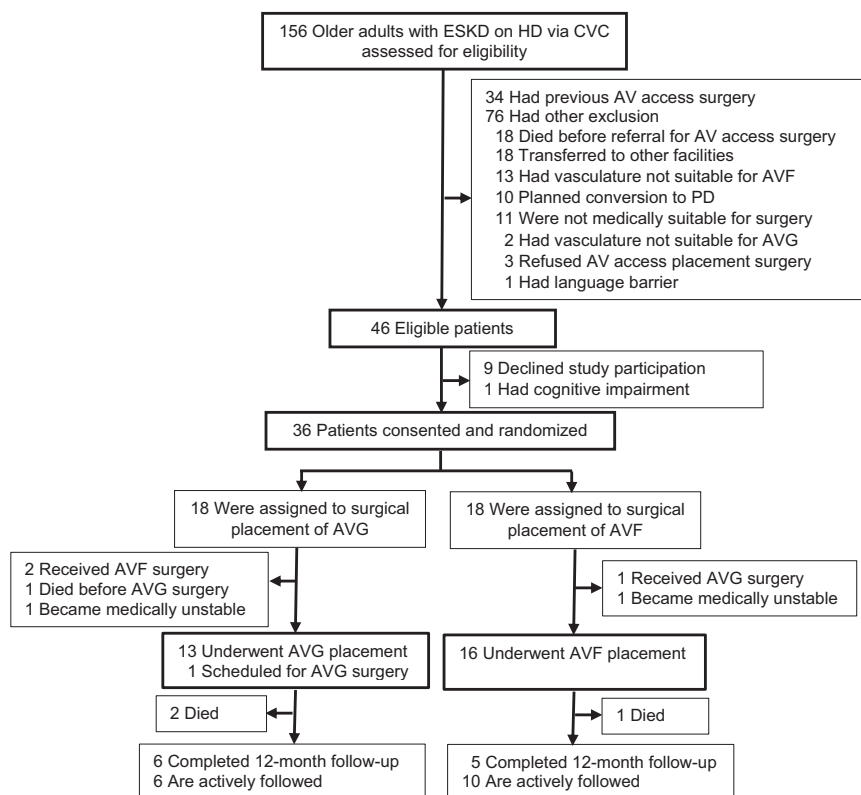 156 Older adults with ESKD on HD via CVC
assessed for eligibility
34 Had previous AV access surgery
76 Had other exclusion
18 Died before referral for AV access surgery
18 Transferred to other facilities
13 Had vasculature not suitable for AVF
10 Planned conversion to PD
11 Were not medically suitable for surgery
2 Had vasculature not suitable for AVG
3 Refused AV access placement surgery
1 Had language barrier
46 Eligible patients
9 Declined study participation
1 Had cognitive impairment
36 Patients consented and randomized
18 Were assigned to surgical
placement of AVG
18 Were assigned to surgical
placement of AVF
2 Received AVF surgery
1 Died before AVG surgery
1 Became medically unstable
1 Received AVG surgery
1 Became medically unstable
13 Underwent AVG placement
1 Scheduled for AVG surgery
16 Underwent AVF placement
2 Died
1 Died
6 Completed 12-month follow-up
6 Are actively followed
5 Completed 12-month follow-up
10 Are actively followed